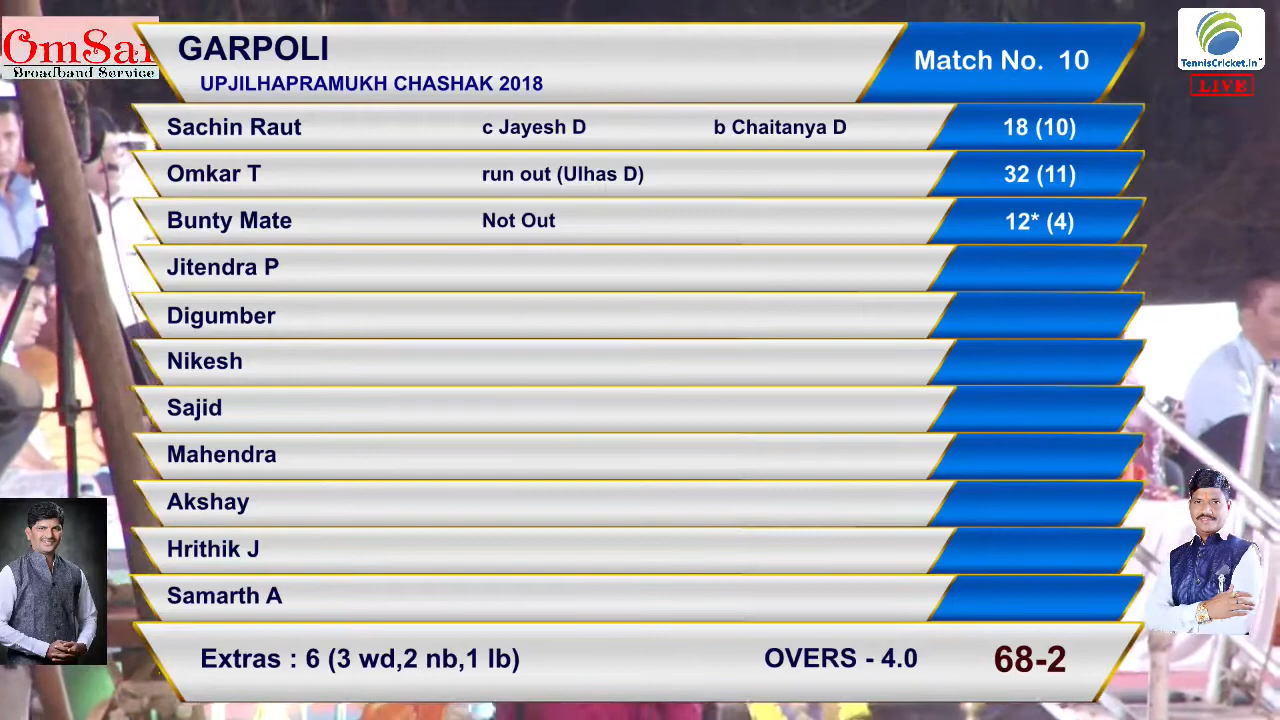 OmSai
Broadband Service
GARPOLI
UPJILHAPRAMUKH CHASHAK 2018
Match No. 10
TennisCricket.in™
LIVE
Sachin Raut c Jayesh D b Chaitanya D 18 (10)
Omkar T run out (Ulhas D) 32 (11)
Bunty Mate Not Out 12* (4)
Jitendra P
Digumber
Nikesh
Sajid
Mahendra
Akshay
Hrithik J
Samarth A
Extras : 6 (3 wd,2 nb,1 lb) OVERS - 4.0 68-2